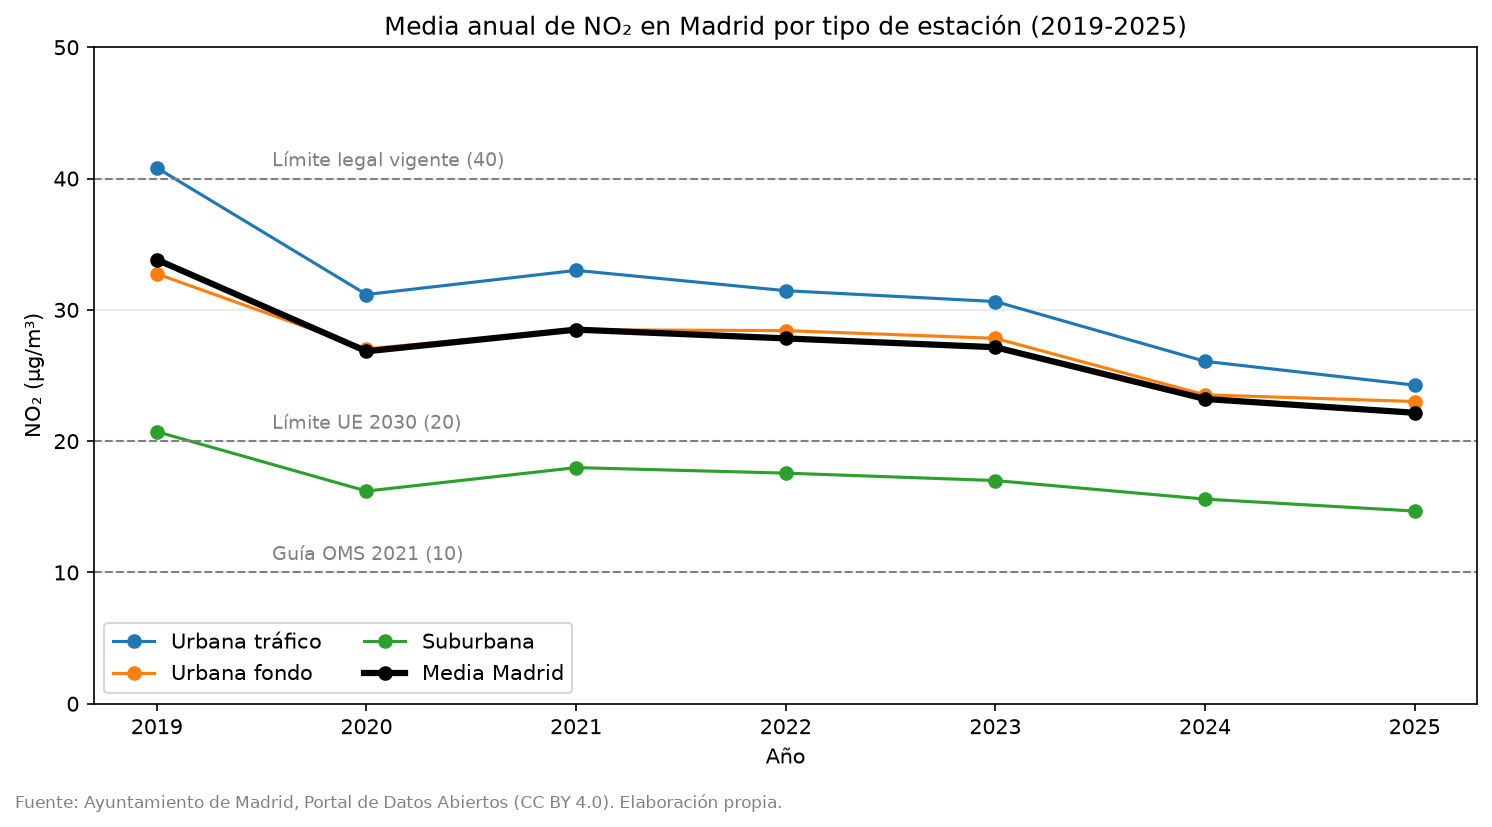 Media anual de NO₂ en Madrid por tipo de estación (2019-2025)
NO₂ (µg/m³)
50
40
30
20
10
0
Límite legal vigente (40)
Límite UE 2030 (20)
Guía OMS 2021 (10)
Urbana tráfico
Urbana fondo
Suburbana
Media Madrid
2019 2020 2021 2022 2023 2024 2025
Año
Fuente: Ayuntamiento de Madrid, Portal de Datos Abiertos (CC BY 4.0). Elaboración propia.